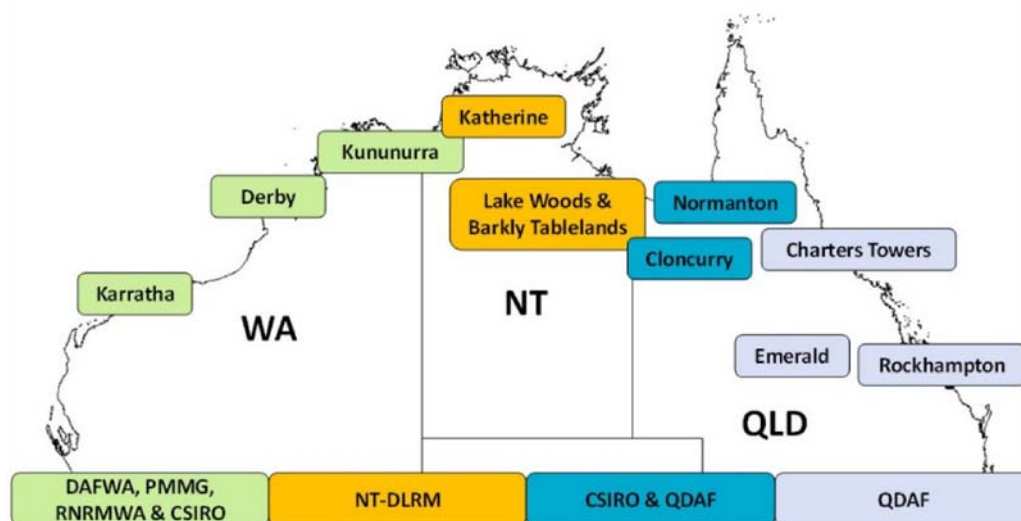 Katherine
Kununurra
Derby
Lake Woods &
Barkly Tablelands
Normanton
Cloncurry
Charters Towers
Karratha
WA
NT
Emerald
Rockhampton
QLD
DAFWA, PMMG,
RNRMWA & CSIRO
NT-DLRM
CSIRO & QDAF
QDAF